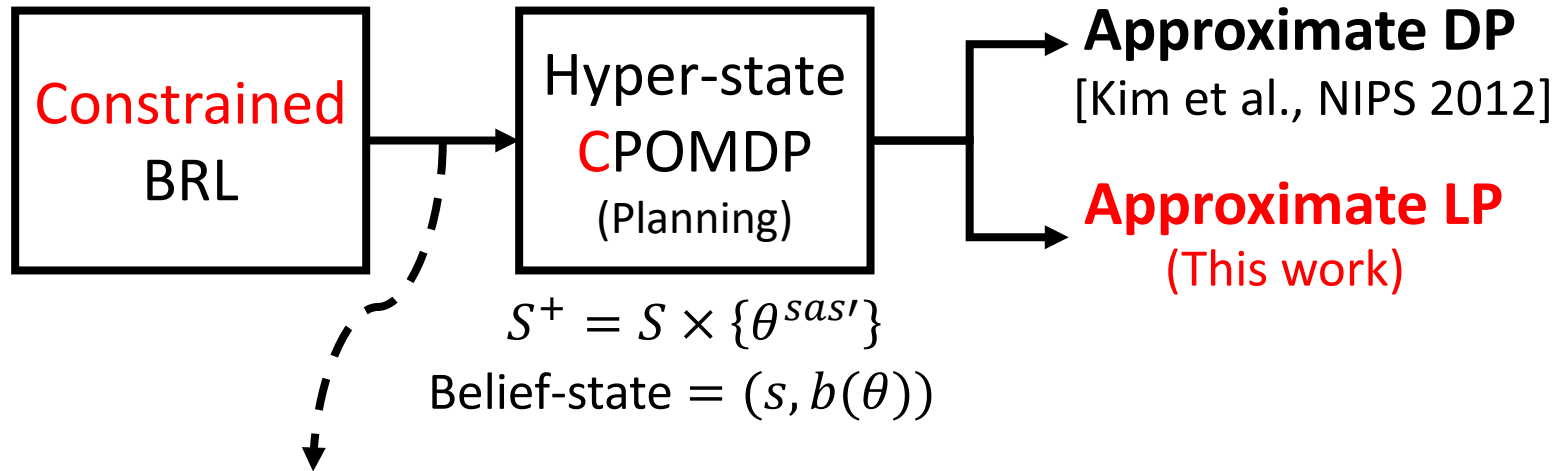 Constrained
BRL
Hyper-state
CPOMDP
(Planning)
S⁺ = S × {θˢᵃˢ′}
Belief-state = (s, b(θ))
Approximate DP
[Kim et al., NIPS 2012]
Approximate LP
(This work)